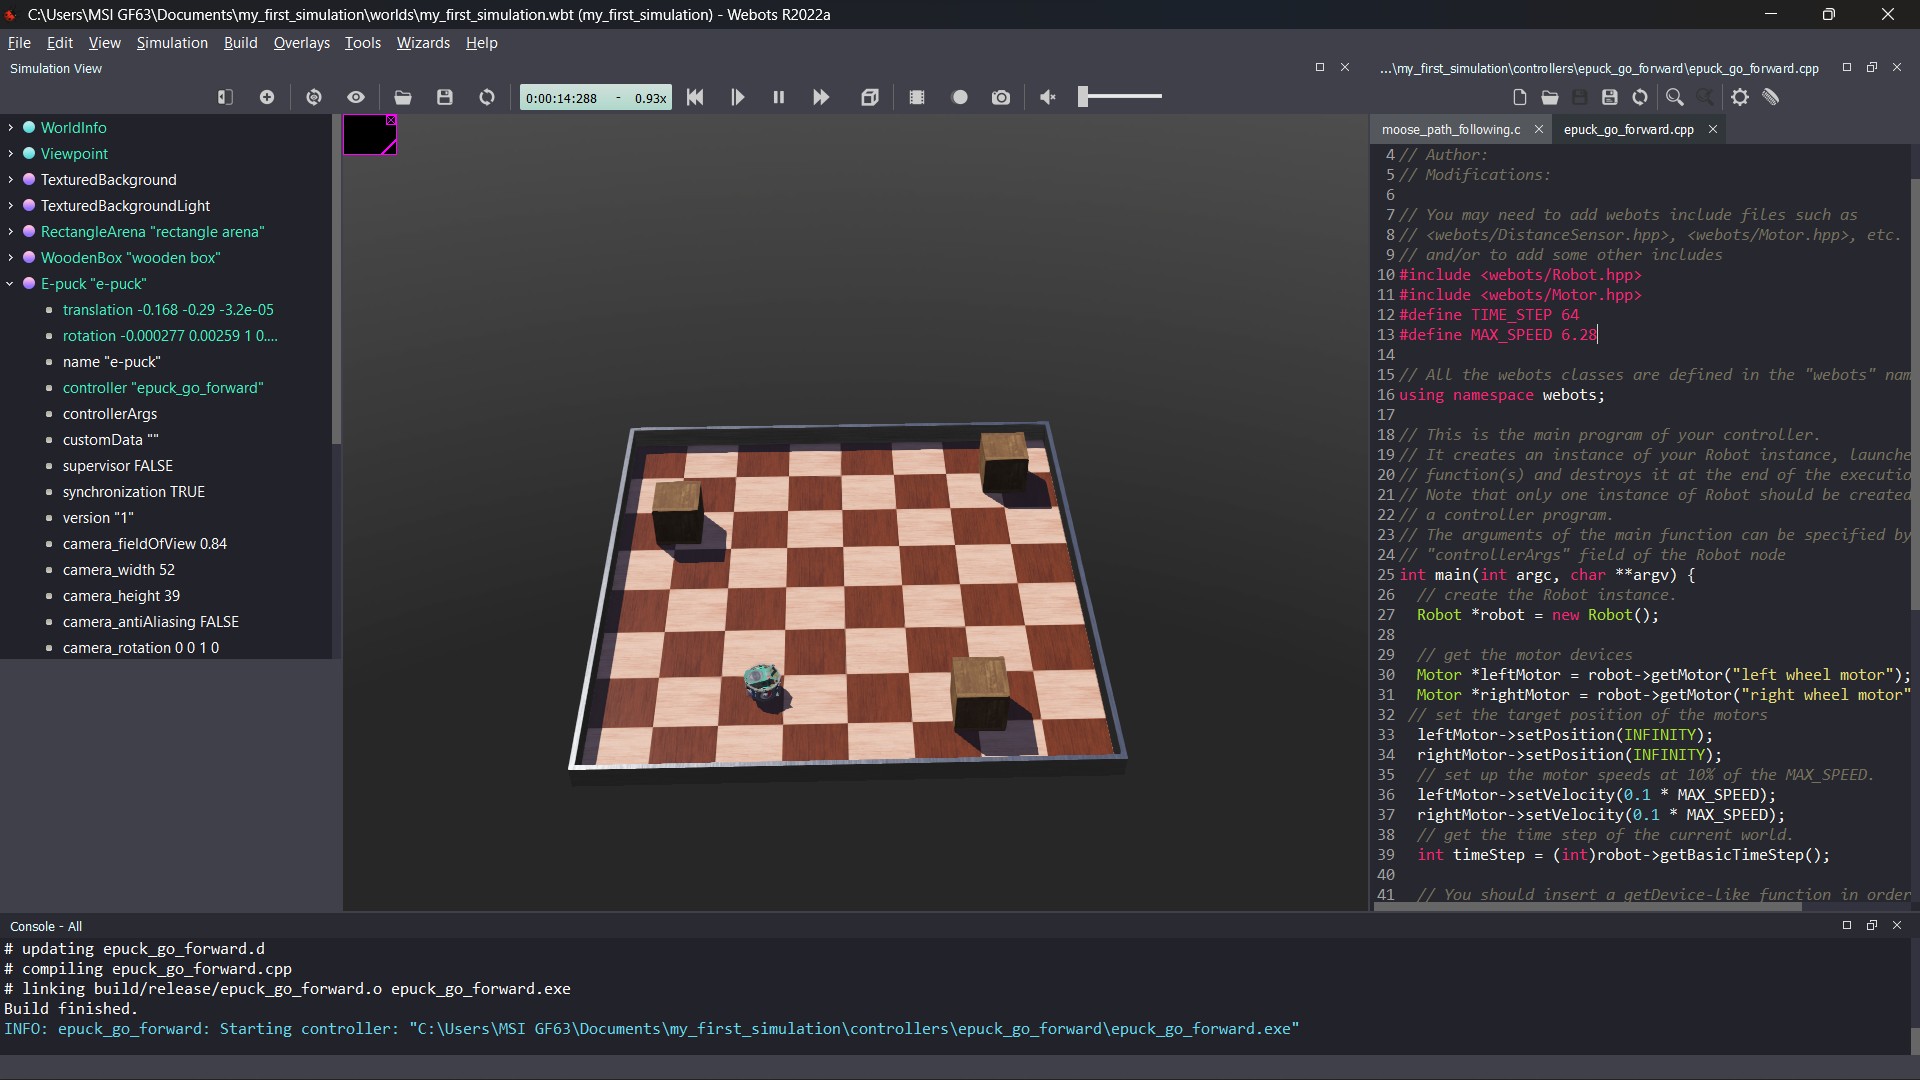 C:\Users\MSI GF63\Documents\my_first_simulation\worlds\my_first_simulation.wbt (my_first_simulation) - Webots R2022a
File Edit View Simulation Build Overlays Tools Wizards Help
Simulation View
0:00:14:288 - 0.93x
WorldInfo
Viewpoint
TexturedBackground
TexturedBackgroundLight
RectangleArena "rectangle arena"
WoodenBox "wooden box"
E-puck "e-puck"
translation -0.168 -0.29 -3.2e-05
rotation -0.000277 0.00259 1 0....
name "e-puck"
controller "epuck_go_forward"
controllerArgs
customData ""
supervisor FALSE
synchronization TRUE
version "1"
camera_fieldOfView 0.84
camera_width 52
camera_height 39
camera_antiAliasing FALSE
camera_rotation 0 0 1 0
...\my_first_simulation\controllers\epuck_go_forward\epuck_go_forward.cpp
moose_path_following.c epuck_go_forward.cpp
4 // Author:
5 // Modifications:
6
7 // You may need to add webots include files such as
8 // <webots/DistanceSensor.hpp>, <webots/Motor.hpp>, etc.
9 // and/or to add some other includes
10 #include <webots/Robot.hpp>
11 #include <webots/Motor.hpp>
12 #define TIME_STEP 64
13 #define MAX_SPEED 6.28
14
15 // All the webots classes are defined in the "webots" nam
16 using namespace webots;
17
18 // This is the main program of your controller.
19 // It creates an instance of your Robot instance, launche
20 // function(s) and destroys it at the end of the executio
21 // Note that only one instance of Robot should be created
22 // a controller program.
23 // The arguments of the main function can be specified by
24 // "controllerArgs" field of the Robot node
25 int main(int argc, char **argv) {
26 // create the Robot instance.
27 Robot *robot = new Robot();
28
29 // get the motor devices
30 Motor *leftMotor = robot->getMotor("left wheel motor");
31 Motor *rightMotor = robot->getMotor("right wheel motor"
32 // set the target position of the motors
33 leftMotor->setPosition(INFINITY);
34 rightMotor->setPosition(INFINITY);
35 // set up the motor speeds at 10% of the MAX_SPEED.
36 leftMotor->setVelocity(0.1 * MAX_SPEED);
37 rightMotor->setVelocity(0.1 * MAX_SPEED);
38 // get the time step of the current world.
39 int timeStep = (int)robot->getBasicTimeStep();
40
41 // You should insert a getDevice-like function in order
Console - All
# updating epuck_go_forward.d
# compiling epuck_go_forward.cpp
# linking build/release/epuck_go_forward.o epuck_go_forward.exe
Build finished.
INFO: epuck_go_forward: Starting controller: "C:\Users\MSI GF63\Documents\my_first_simulation\controllers\epuck_go_forward\epuck_go_forward.exe"